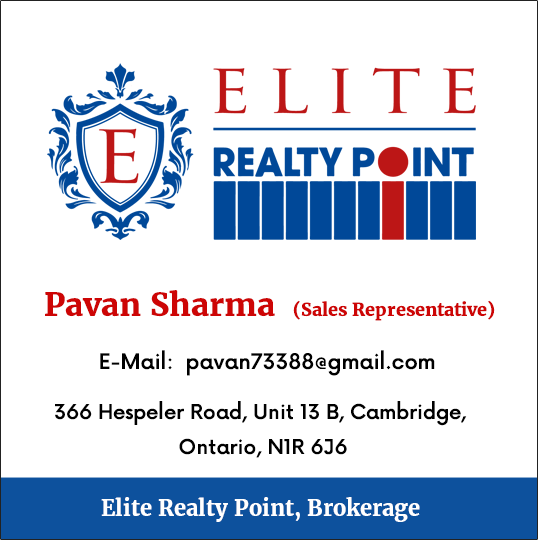 E
ELITE
REALTY POINT
Pavan Sharma (Sales Representative)
E-Mail: pavan73388@gmail.com
366 Hespeler Road, Unit 13 B, Cambridge,
Ontario, N1R 6J6
Elite Realty Point, Brokerage